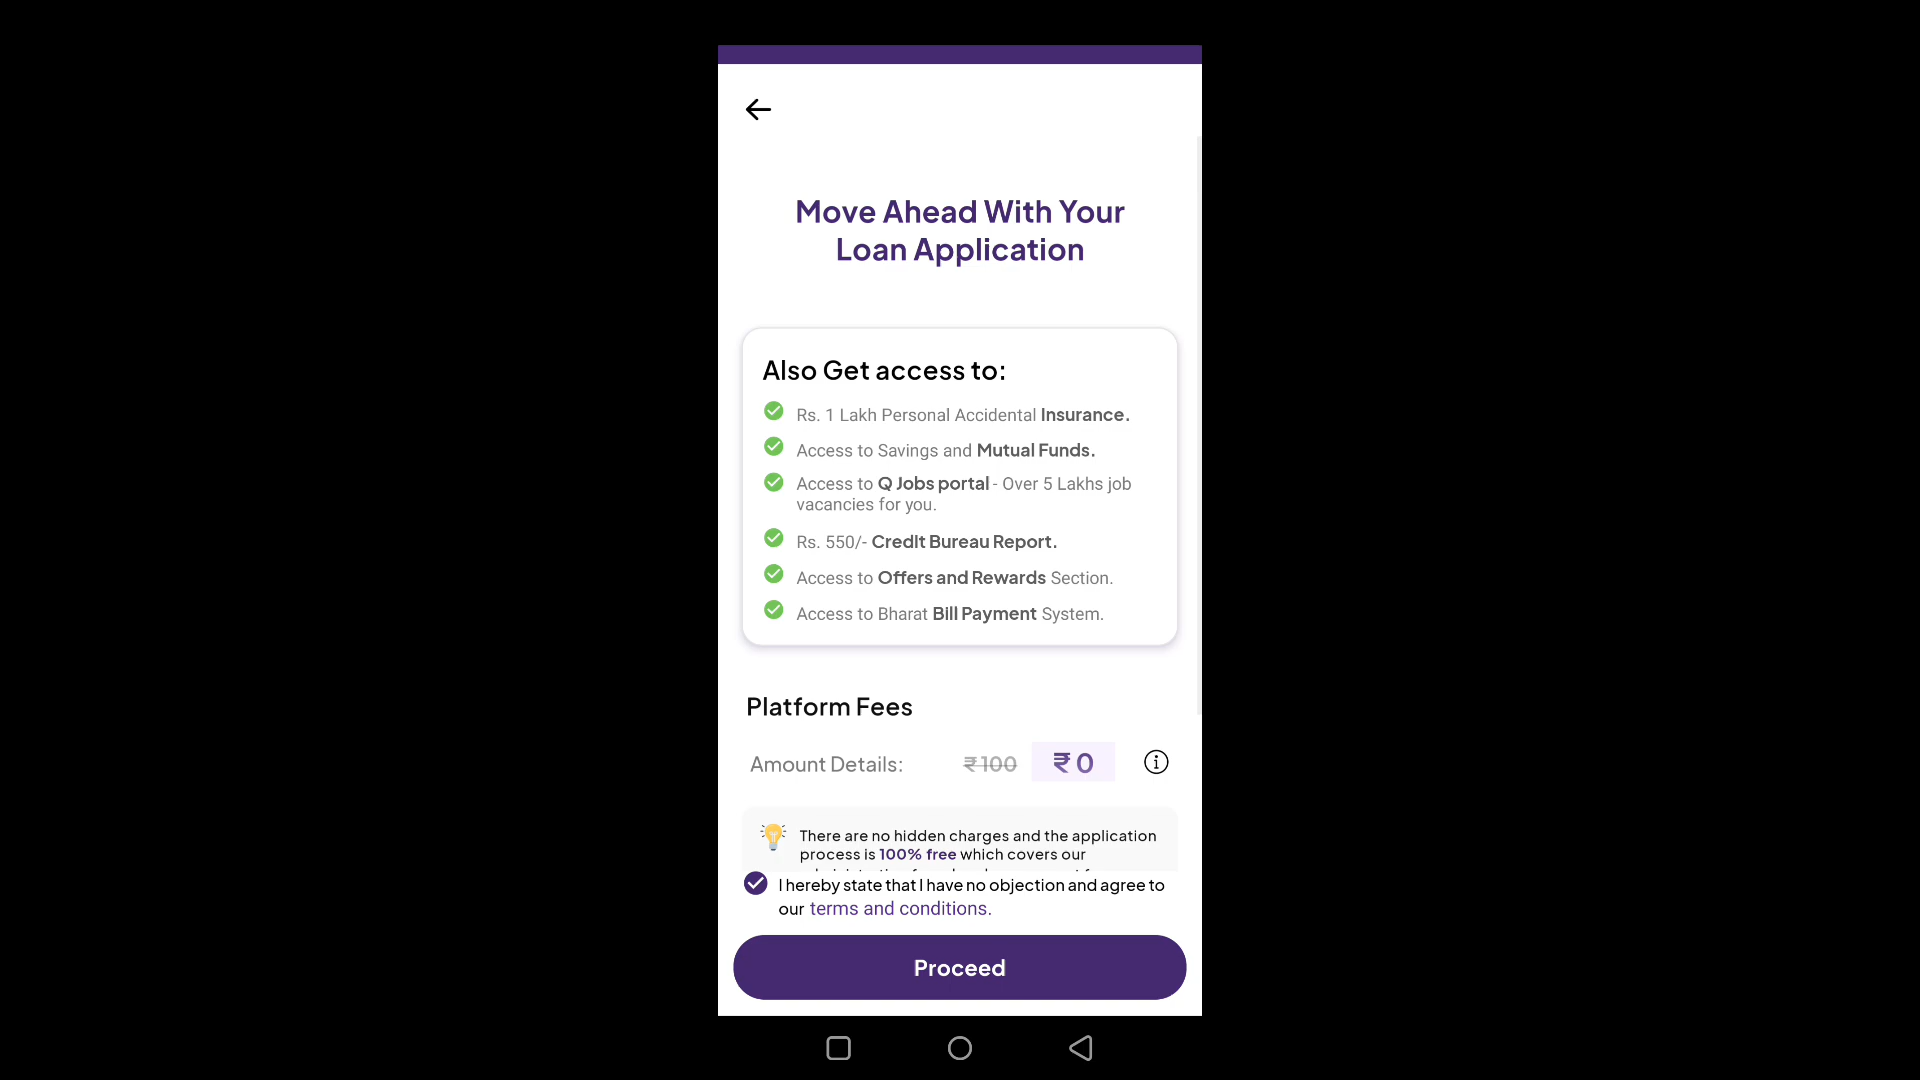 Move Ahead With Your
Loan Application
Also Get access to:
Rs. 1 Lakh Personal Accidental Insurance.
Access to Savings and Mutual Funds.
Access to Q Jobs portal - Over 5 Lakhs job
vacancies for you.
Rs. 550/- Credit Bureau Report.
Access to Offers and Rewards Section.
Access to Bharat Bill Payment System.
Platform Fees
Amount Details: ₹100 ₹ 0
There are no hidden charges and the application
process is 100% free which covers our
I hereby state that I have no objection and agree to
our terms and conditions.
Proceed